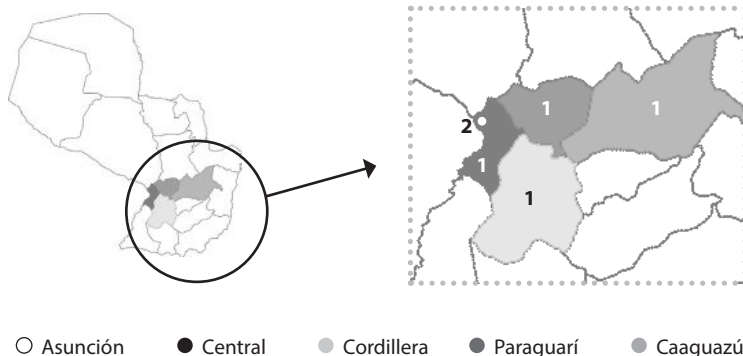 1
1
2
1
1
Asunción
Central
Cordillera
Paraguarí
Caaguazú